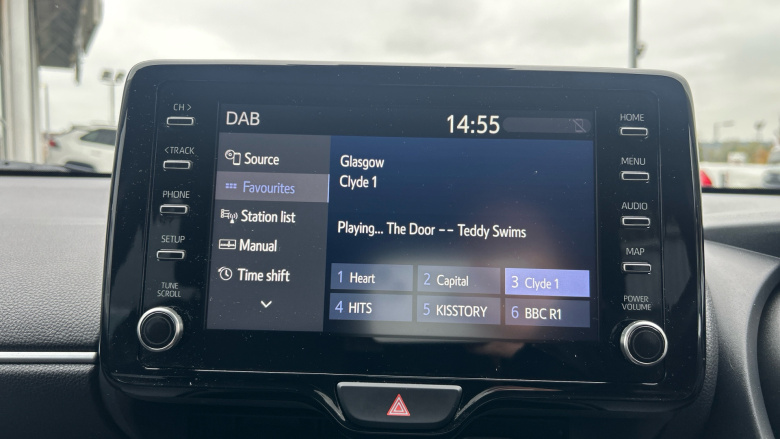 CH >
< TRACK
PHONE
SETUP
TUNE
SCROLL
DAB
14:55
Source
Favourites
Station list
Manual
Time shift
Glasgow
Clyde 1
Playing... The Door -- Teddy Swims
1 Heart
2 Capital
3 Clyde 1
4 HITS
5 KISSTORY
6 BBC R1
HOME
MENU
AUDIO
MAP
POWER
VOLUME